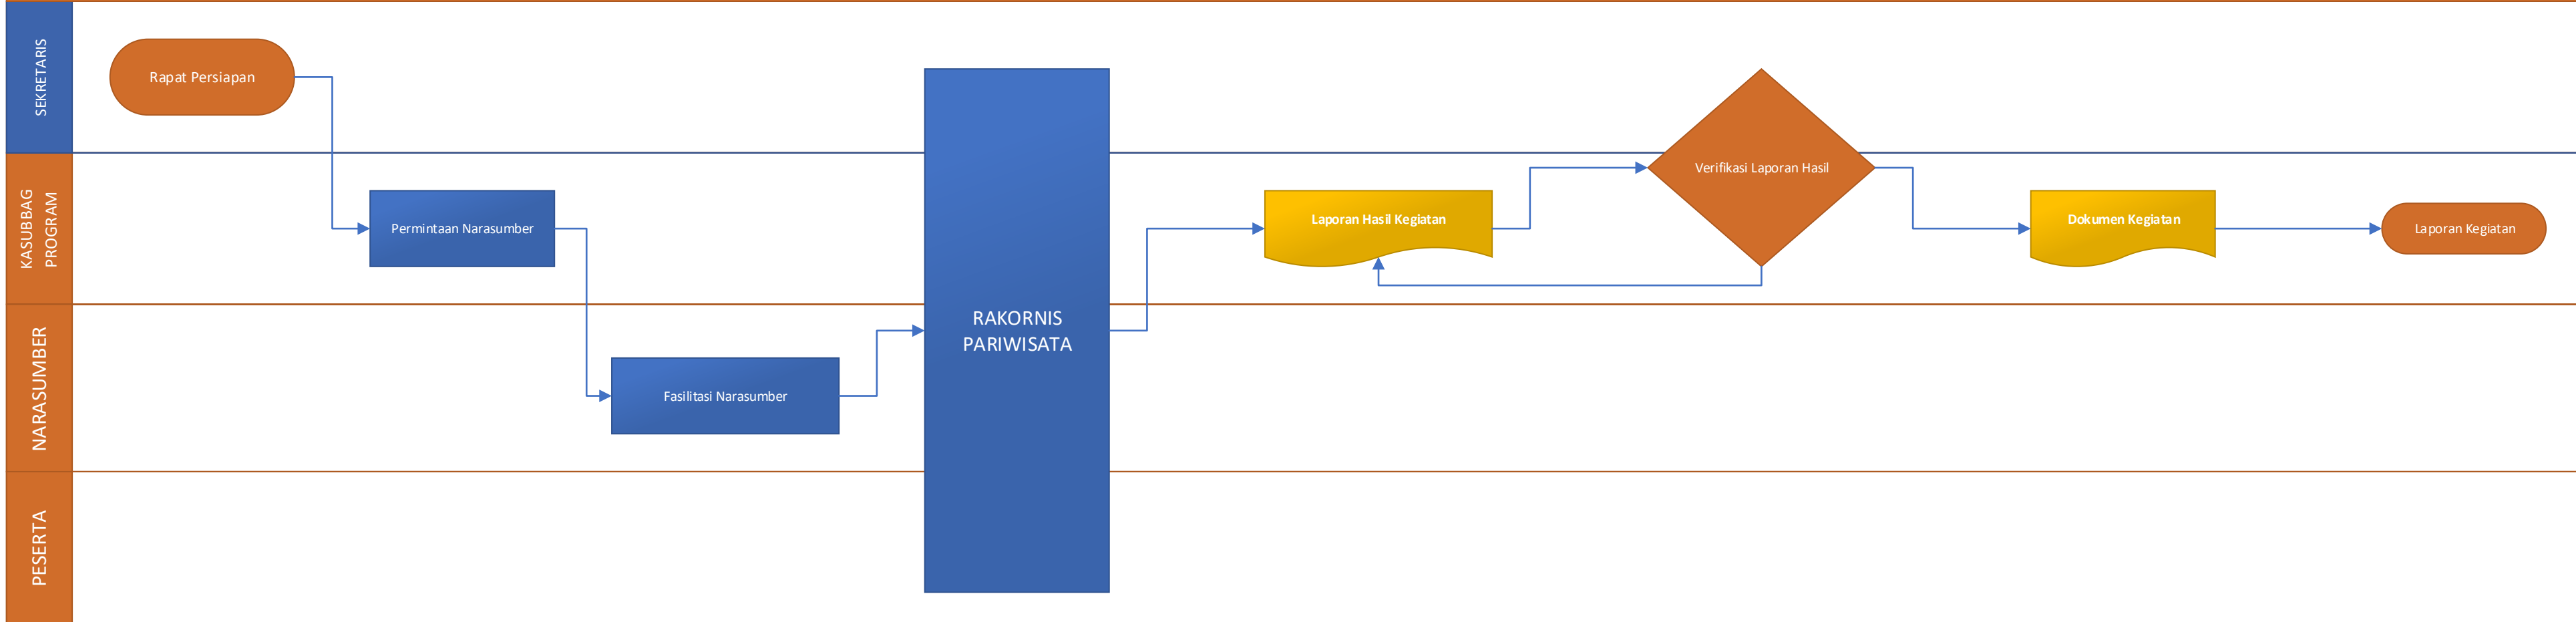 SEKRETARIS
Rapat Persiapan
KASUBBAG
PROGRAM
Permintaan Narasumber
NARASUMBER
Fasilitasi Narasumber
PESERTA
RAKORNIS
PARIWISATA
Laporan Hasil Kegiatan
Verifikasi Laporan Hasil
Dokumen Kegiatan
Laporan Kegiatan